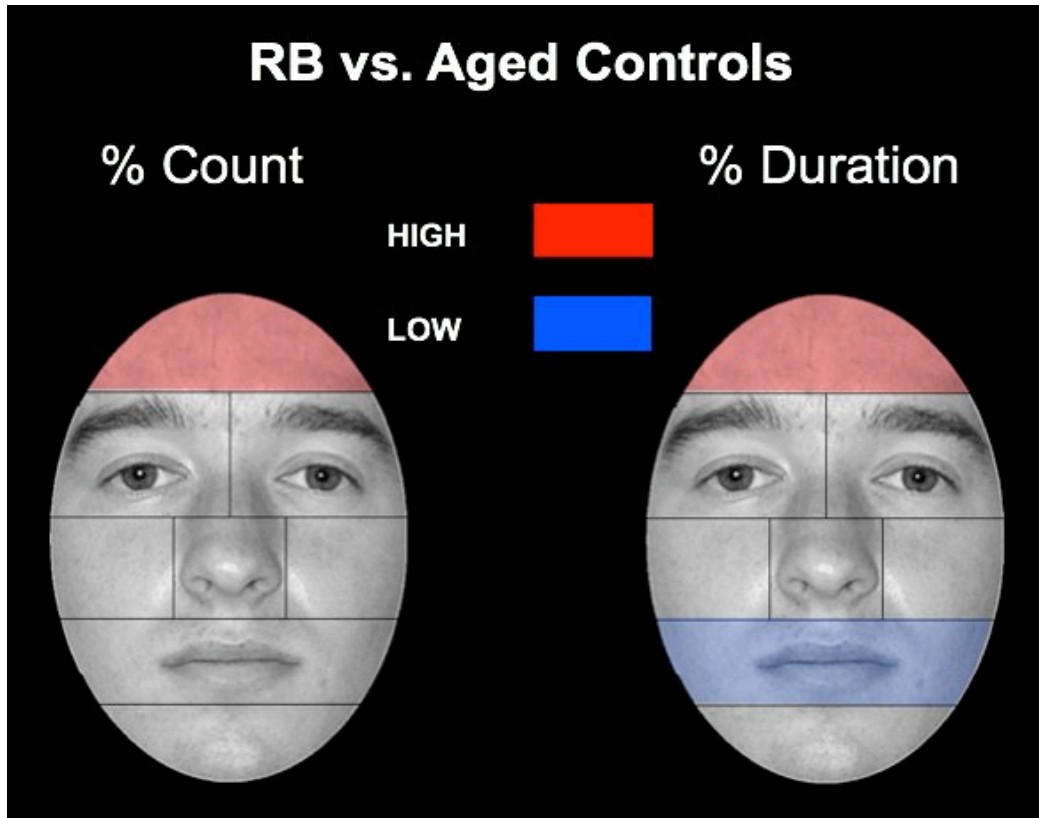 RB vs. Aged Controls
% Count
% Duration
HIGH
LOW